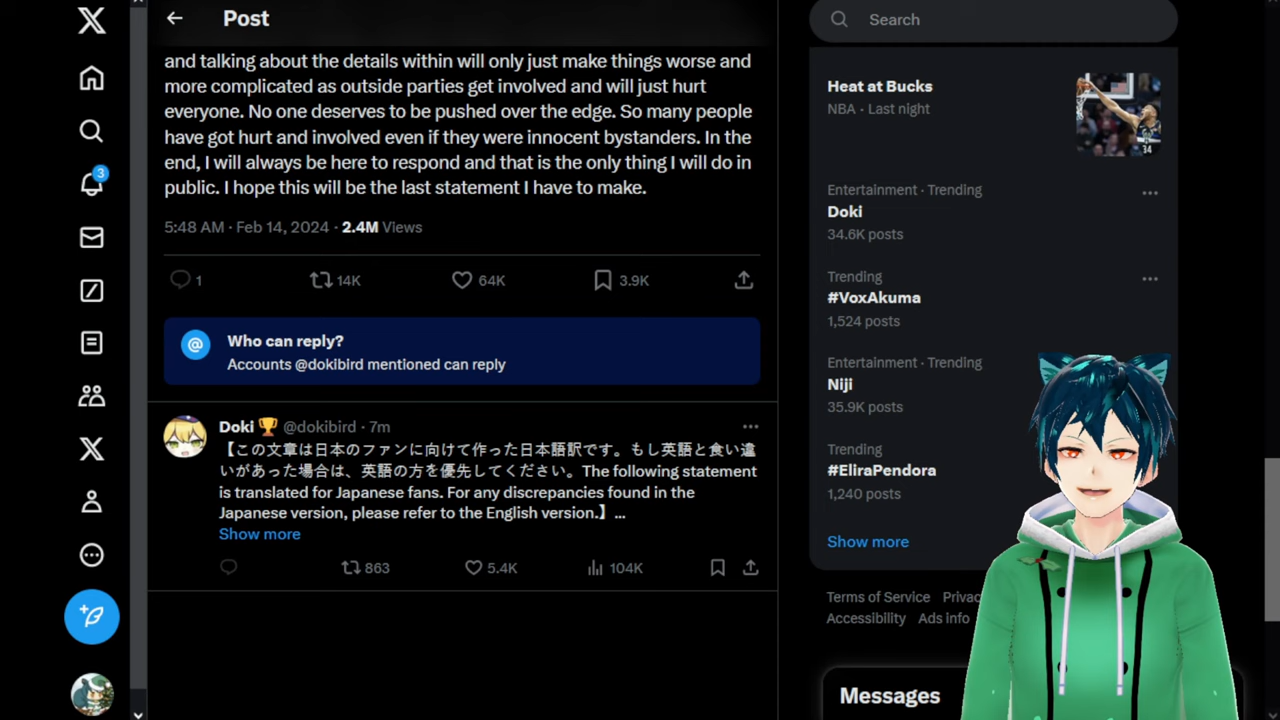 Post
and talking about the details within will only just make things worse and
more complicated as outside parties get involved and will just hurt
everyone. No one deserves to be pushed over the edge. So many people
have got hurt and involved even if they were innocent bystanders. In the
end, I will always be here to respond and that is the only thing I will do in
public. I hope this will be the last statement I have to make.
5:48 AM · Feb 14, 2024 · 2.4M Views
1 14K 64K 3.9K
@
Who can reply?
Accounts @dokibird mentioned can reply
Doki 🏆 @dokibird · 7m
【この文章は日本のファンに向けて作った日本語訳です。もし英語と食い違
いがあった場合は、英語の方を優先してください。The following statement
is translated for Japanese fans. For any discrepancies found in the
Japanese version, please refer to the English version.】...
Show more
863 5.4K 104K
3
Search
Heat at Bucks
NBA · Last night
34
Entertainment · Trending
Doki
34.6K posts
Trending
#VoxAkuma
1,524 posts
Entertainment · Trending
Niji
35.9K posts
Trending
#EliraPendora
1,240 posts
Show more
Terms of Service Privac
Accessibility Ads info
Messages